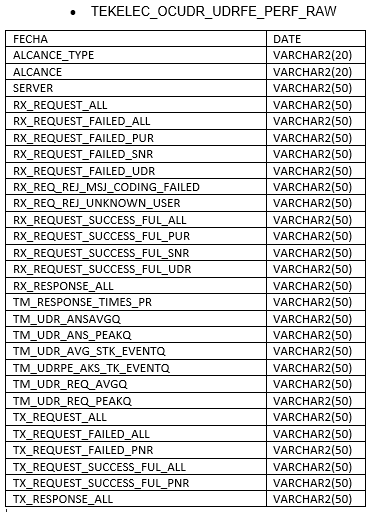 • TEKELEC_OCUDR_UDRFE_PERF_RAW
FECHA DATE
ALCANCE_TYPE VARCHAR2(20)
ALCANCE VARCHAR2(20)
SERVER VARCHAR2(50)
RX_REQUEST_ALL VARCHAR2(50)
RX_REQUEST_FAILED_ALL VARCHAR2(50)
RX_REQUEST_FAILED_PUR VARCHAR2(50)
RX_REQUEST_FAILED_SNR VARCHAR2(50)
RX_REQUEST_FAILED_UDR VARCHAR2(50)
RX_REQ_REJ_MSJ_CODING_FAILED VARCHAR2(50)
RX_REQ_REJ_UNKNOWN_USER VARCHAR2(50)
RX_REQUEST_SUCCESS_FUL_ALL VARCHAR2(50)
RX_REQUEST_SUCCESS_FUL_PUR VARCHAR2(50)
RX_REQUEST_SUCCESS_FUL_SNR VARCHAR2(50)
RX_REQUEST_SUCCESS_FUL_UDR VARCHAR2(50)
RX_RESPONSE_ALL VARCHAR2(50)
TM_RESPONSE_TIMES_PR VARCHAR2(50)
TM_UDR_ANSAVGQ VARCHAR2(50)
TM_UDR_ANS_PEAKQ VARCHAR2(50)
TM_UDR_AVG_STK_EVENTQ VARCHAR2(50)
TM_UDRPE_AKS_TK_EVENTQ VARCHAR2(50)
TM_UDR_REQ_AVGQ VARCHAR2(50)
TM_UDR_REQ_PEAKQ VARCHAR2(50)
TX_REQUEST_ALL VARCHAR2(50)
TX_REQUEST_FAILED_ALL VARCHAR2(50)
TX_REQUEST_FAILED_PNR VARCHAR2(50)
TX_REQUEST_SUCCESS_FUL_ALL VARCHAR2(50)
TX_REQUEST_SUCCESS_FUL_PNR VARCHAR2(50)
TX_RESPONSE_ALL VARCHAR2(50)